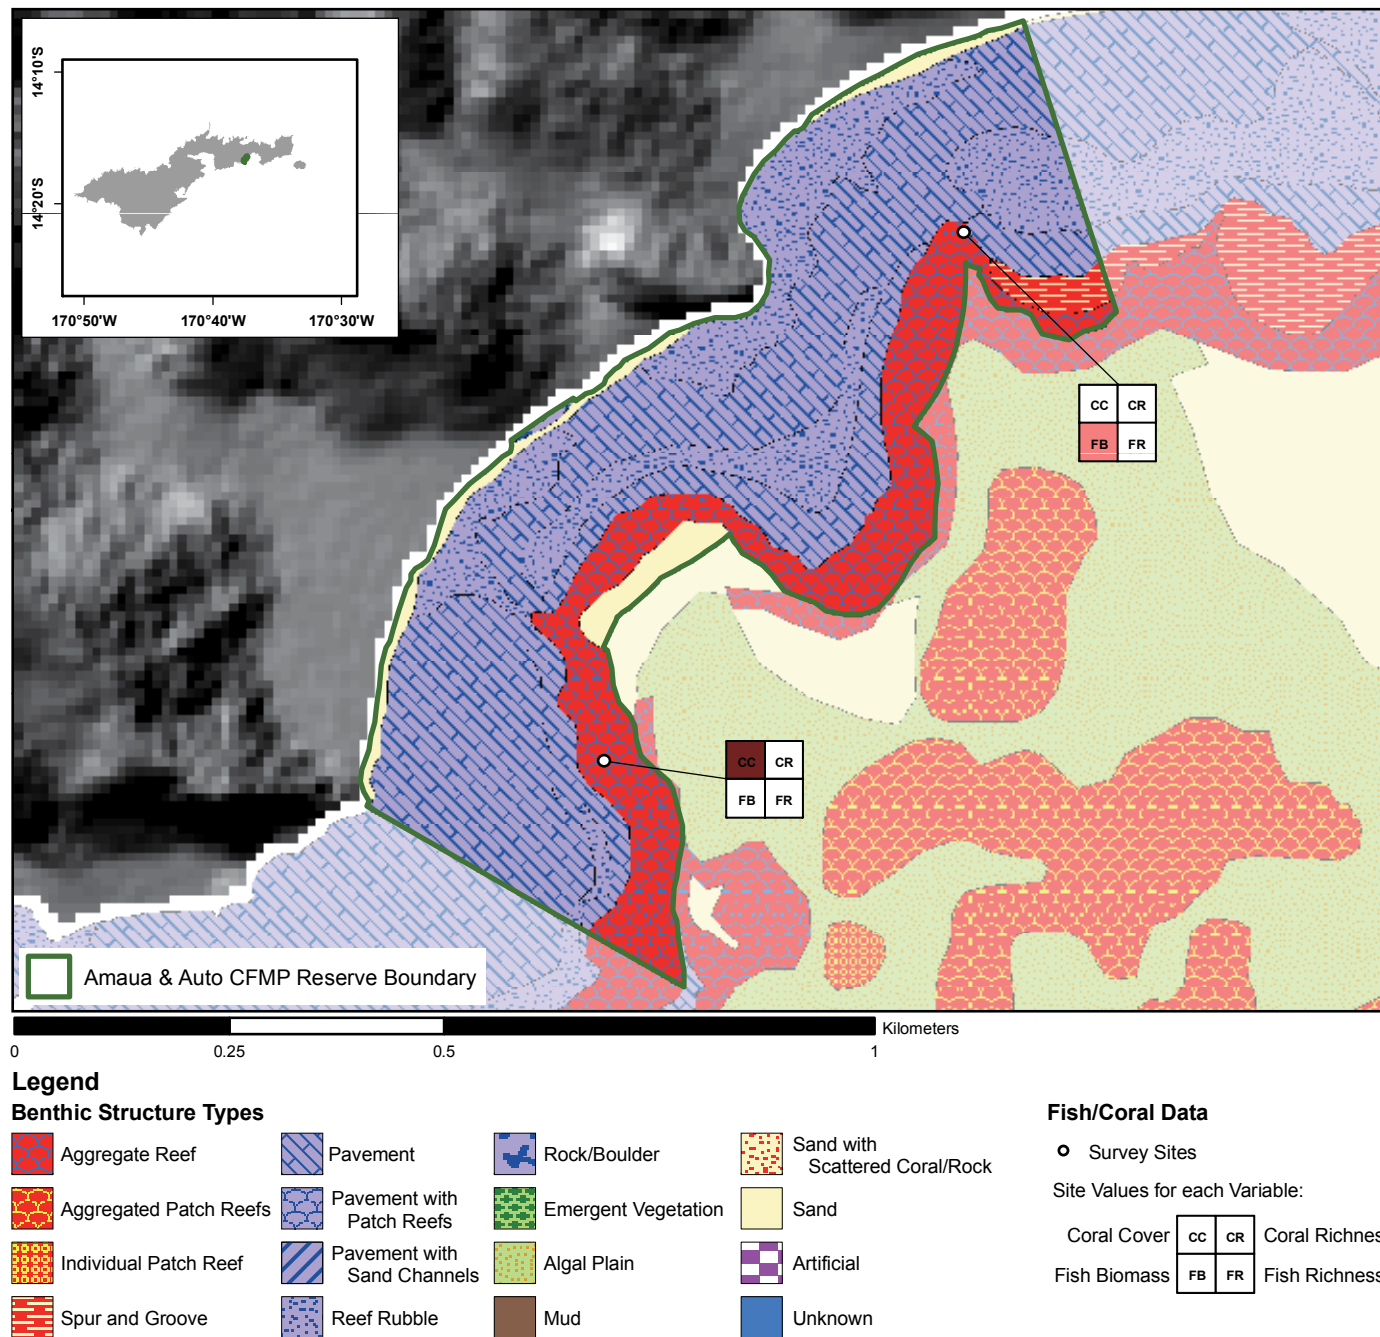 14°10'S
14°20'S
170°50'W 170°40'W 170°30'W
CC CR
FB FR
CC CR
FB FR
Amaua & Auto CFMP Reserve Boundary
Kilometers
0 0.25 0.5 1
Legend
Benthic Structure Types
Aggregate Reef
Aggregated Patch Reefs
Individual Patch Reef
Spur and Groove
Pavement
Pavement with
Patch Reefs
Pavement with
Sand Channels
Reef Rubble
Rock/Boulder
Emergent Vegetation
Algal Plain
Mud
Sand with
Scattered Coral/Rock
Sand
Artificial
Unknown
Fish/Coral Data
Survey Sites
Site Values for each Variable:
Coral Cover CC CR Coral Richnes
Fish Biomass FB FR Fish Richness